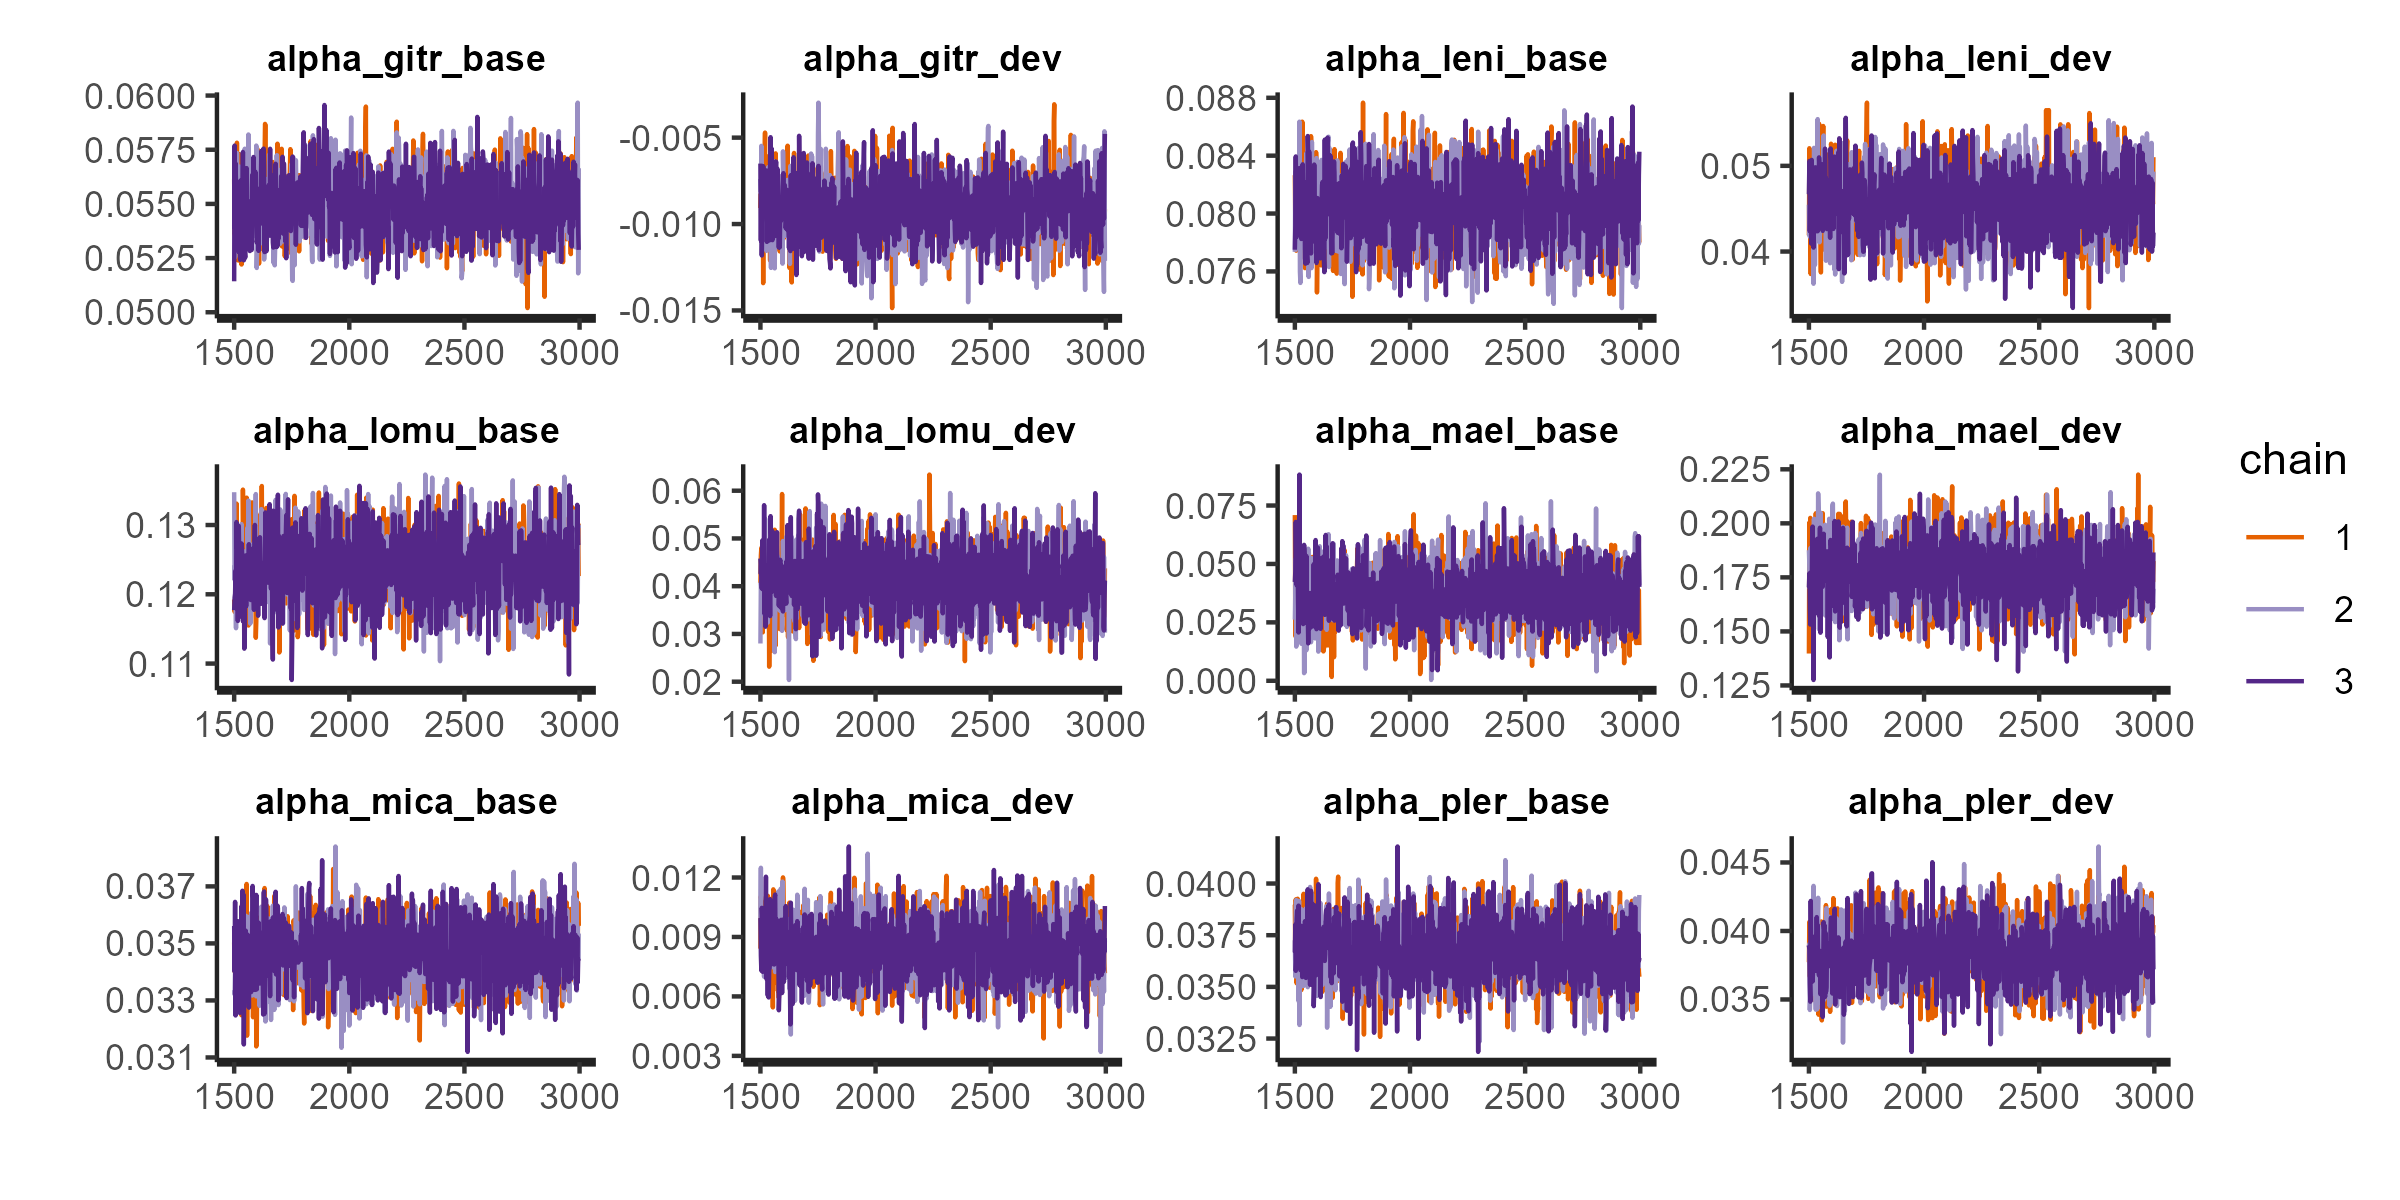 alpha_gitr_base
0.0600
0.0575
0.0550
0.0525
0.0500
1500 2000 2500 3000
alpha_gitr_dev
-0.005
-0.010
-0.015
1500 2000 2500 3000
alpha_leni_base
0.088
0.084
0.080
0.076
1500 2000 2500 3000
alpha_leni_dev
0.05
0.04
1500 2000 2500 3000
alpha_lomu_base
0.13
0.12
0.11
1500 2000 2500 3000
alpha_lomu_dev
0.06
0.05
0.04
0.03
0.02
1500 2000 2500 3000
alpha_mael_base
0.075
0.050
0.025
0.000
1500 2000 2500 3000
alpha_mael_dev
0.225
0.200
0.175
0.150
0.125
1500 2000 2500 3000
alpha_mica_base
0.037
0.035
0.033
0.031
1500 2000 2500 3000
alpha_mica_dev
0.012
0.009
0.006
0.003
1500 2000 2500 3000
alpha_pler_base
0.0400
0.0375
0.0350
0.0325
1500 2000 2500 3000
alpha_pler_dev
0.045
0.040
0.035
1500 2000 2500 3000
chain
1
2
3